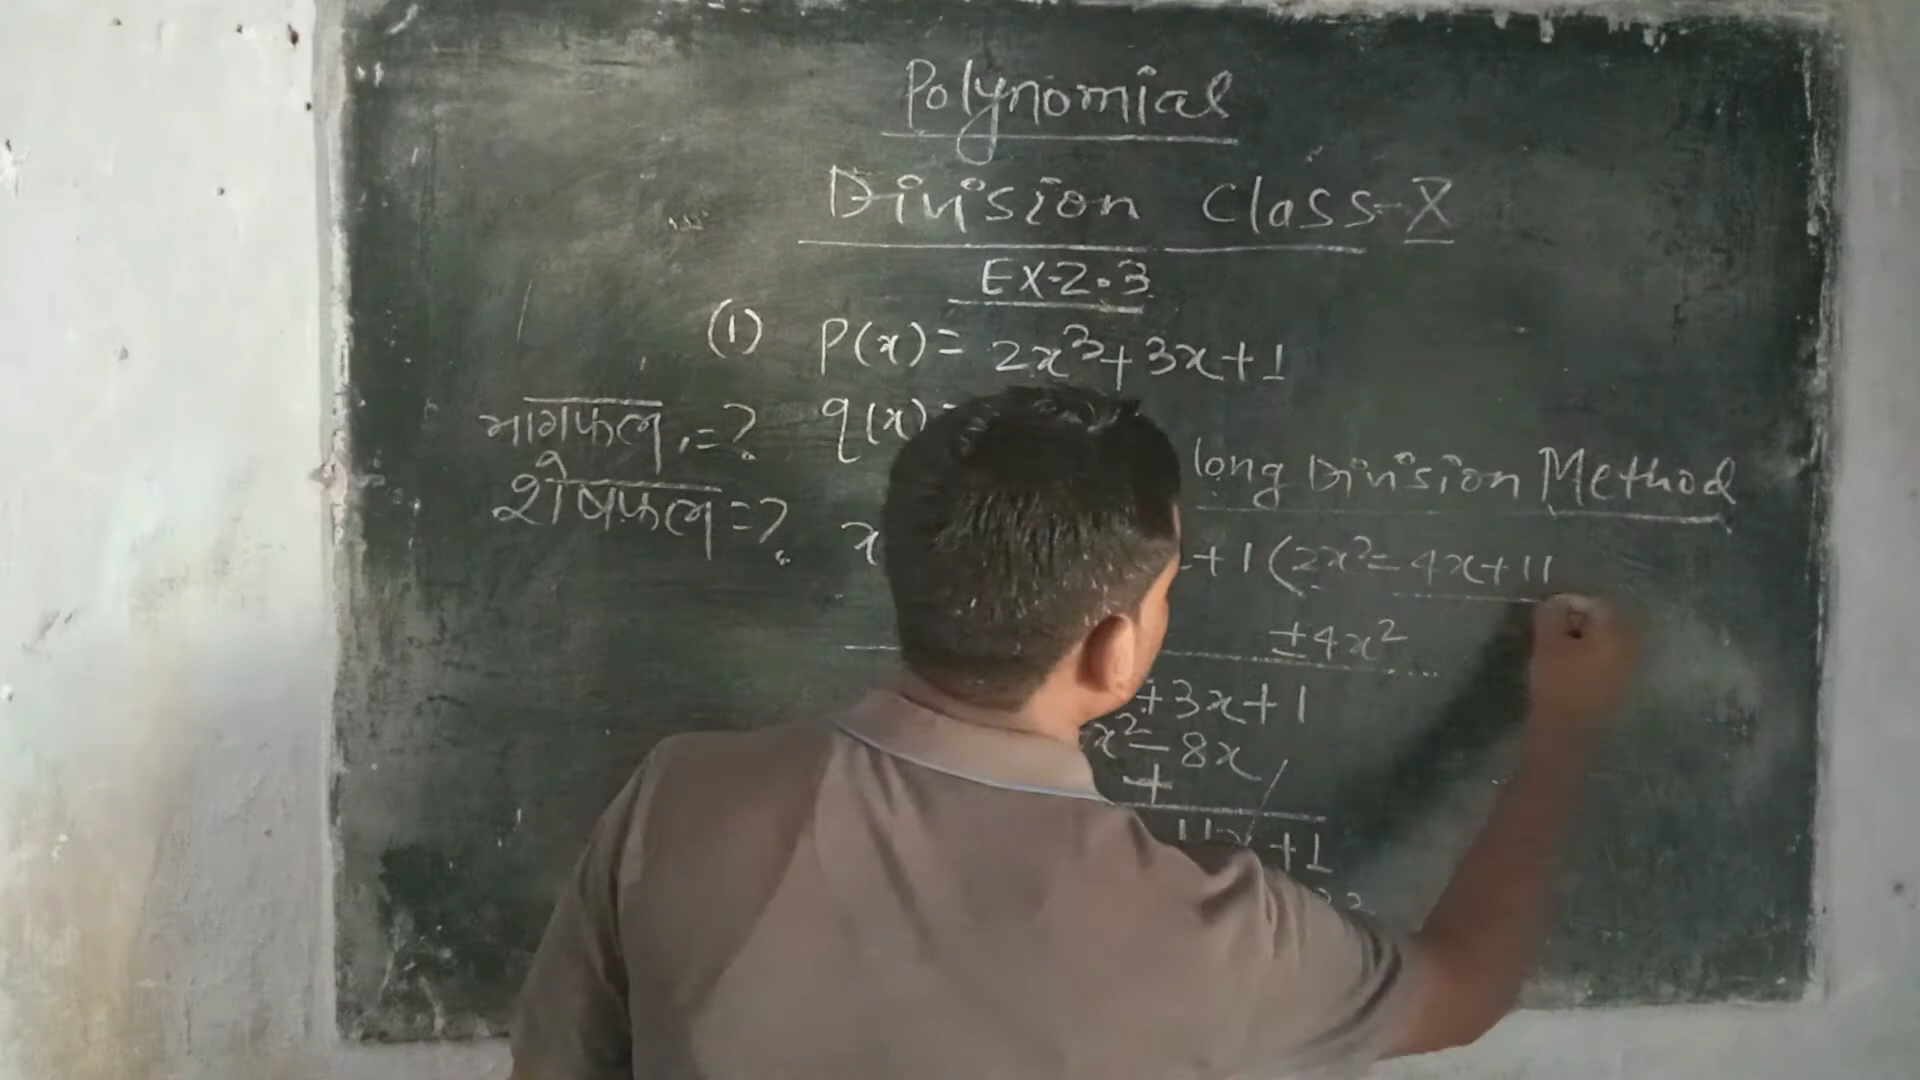 Polynomial
Division Class-X
EX-2.3
(1) P(x) = 2x³+3x+1
भागफल = ? q(x)=
शेषफल = ? long Division Method
x +1(2x²-4x+11
±4x²
+3x+1
x²-8x
+
11x+1